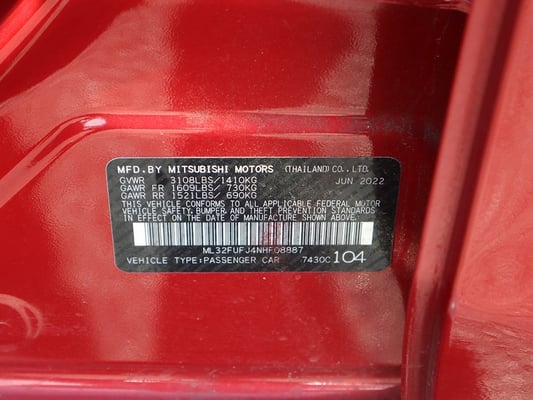 MFD.BY MITSUBISHI MOTORS (THAILAND) CO.,LTD.
GVWR 3108LBS/1410KG JUN 2022
GAWR FR 1609LBS/ 730KG
GAWR RR 1521LBS/ 690KG
THIS VEHICLE CONFORMS TO ALL APPLICABLE FEDERAL MOTOR
VEHICLE SAFETY, BUMPER, AND THEFT PREVENTION STANDARDS
IN EFFECT ON THE DATE OF MANUFACTURE SHOWN ABOVE.
ML32FUFJ4NHF08887
VEHICLE TYPE:PASSENGER CAR 7430C 104